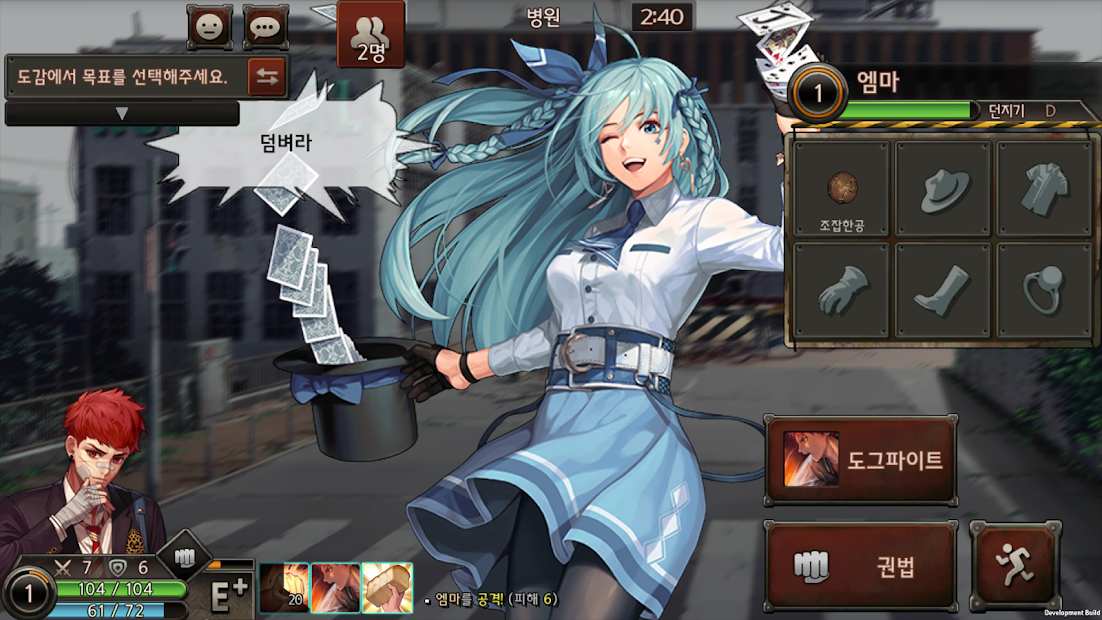 병원
2:40
2명
도감에서 목표를 선택해주세요.
덤벼라
1
엠마
던지기 D
조잡한공
도그파이트
권법
7 6
1
104 / 104
61 / 72
E+
20
엠마를 공격! (피해 6)
Development Build